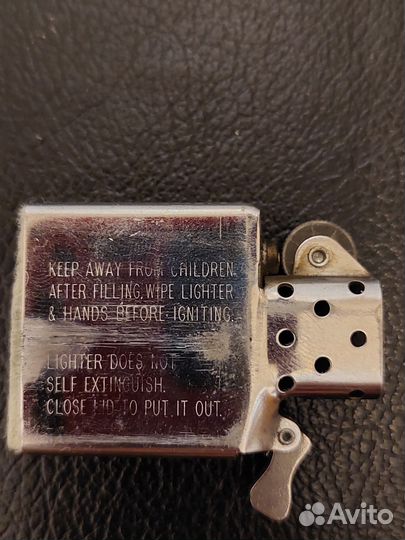 KEEP AWAY FROM CHILDREN
AFTER FILLING, WIPE LIGHTER
& HANDS BEFORE IGNITING.
LIGHTER DOES NOT
SELF EXTINGUISH.
CLOSE LID TO PUT IT OUT.
Avito